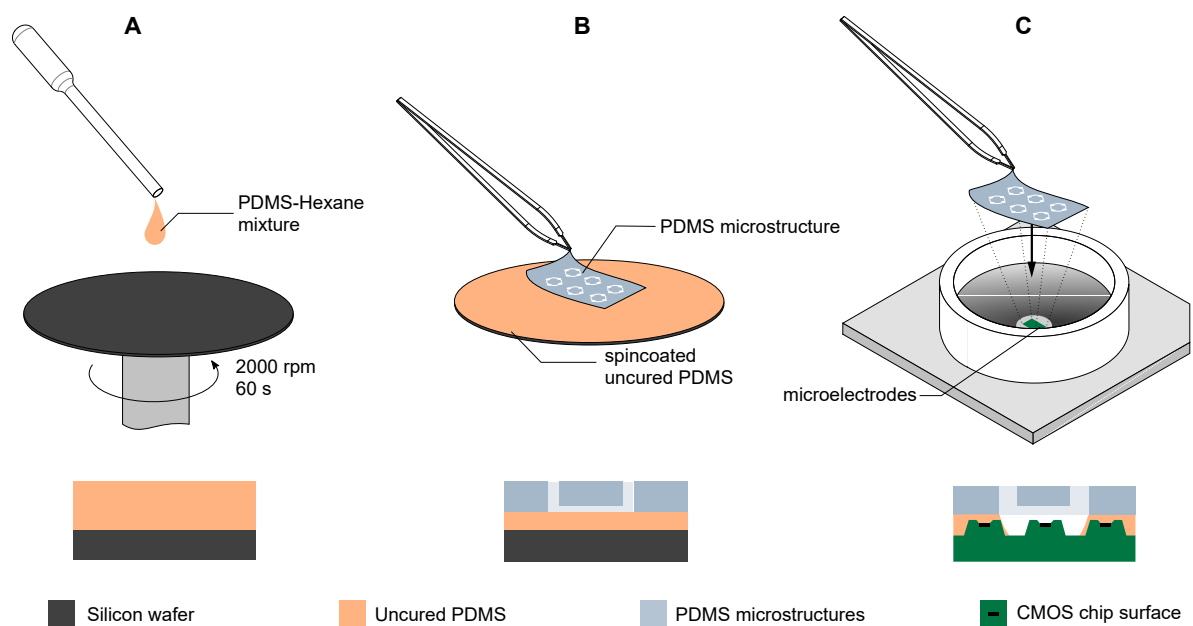 A
B
C
PDMS-Hexane
mixture
2000 rpm
60 s
PDMS microstructure
spincoated
uncured PDMS
microelectrodes
Silicon wafer
Uncured PDMS
PDMS microstructures
CMOS chip surface